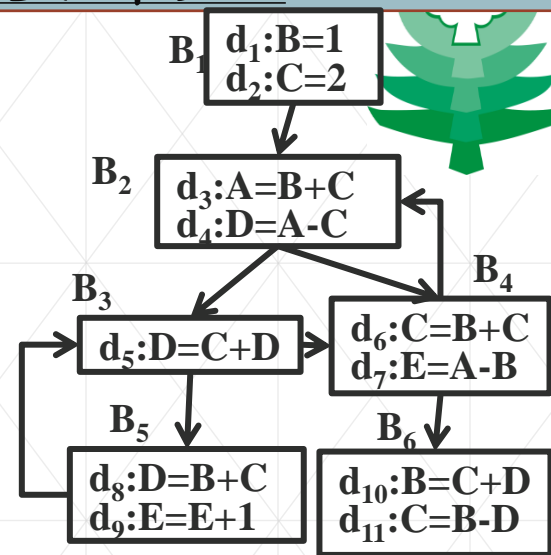 B₁
d₁:B=1
d₂:C=2
B₂
d₃:A=B+C
d₄:D=A-C
B₃
d₅:D=C+D
B₄
d₆:C=B+C
d₇:E=A-B
B₅
d₈:D=B+C
d₉:E=E+1
B₆
d₁₀:B=C+D
d₁₁:C=B-D